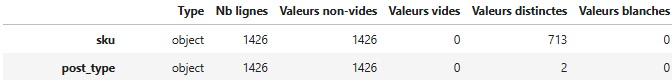 Type Nb lignes Valeurs non-vides Valeurs vides Valeurs distinctes Valeurs blanches
sku object 1426 1426 0 713 0
post_type object 1426 1426 0 2 0